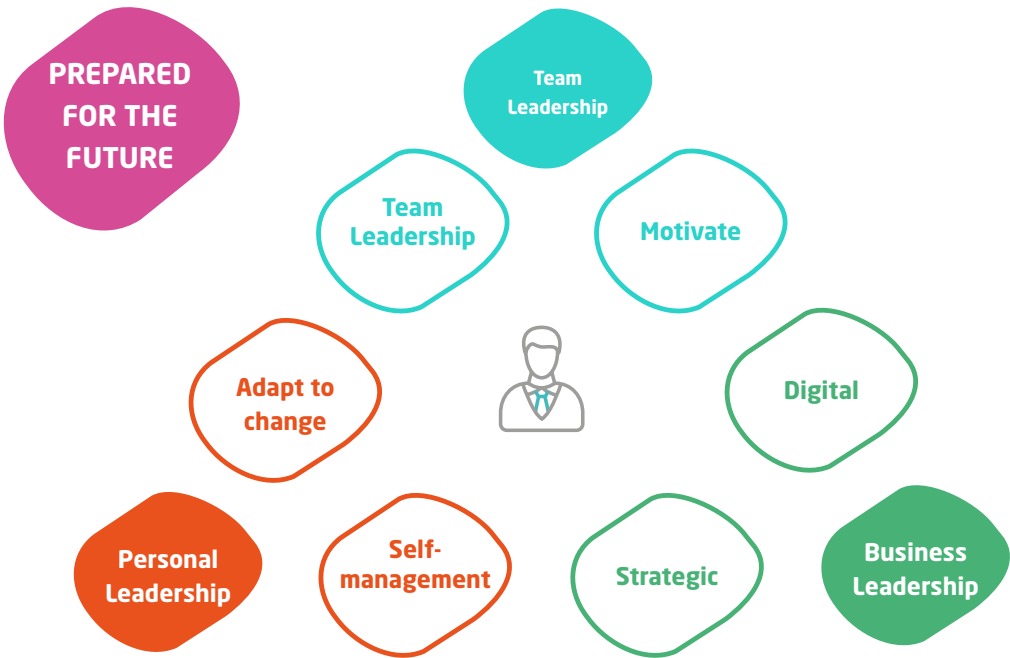 PREPARED
FOR THE
FUTURE
Team
Leadership
Team
Leadership
Motivate
Adapt to
change
Digital
Personal
Leadership
Self-
management
Strategic
Business
Leadership